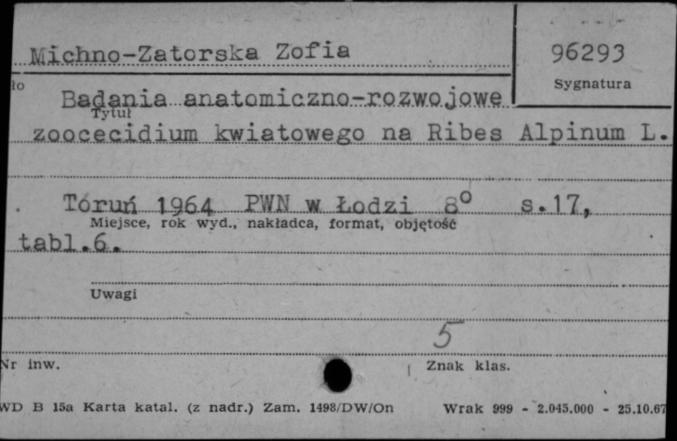 Michno-Zatorska Zofia 96293
ło Sygnatura
Badania anatomiczno-rozwojowe
Tytuł
zoocecidium kwiatowego na Ribes Alpinum L.
Toruń 1964 PWN w Łodzi 8° s.17,
Miejsce, rok wyd., nakładca, format, objętość
tabl.6.
Uwagi
5
Nr inw. Znak klas.
WD B 15a Karta katal. (z nadr.) Zam. 1498/DW/On Wrak 999 - 2.045.000 - 25.10.67